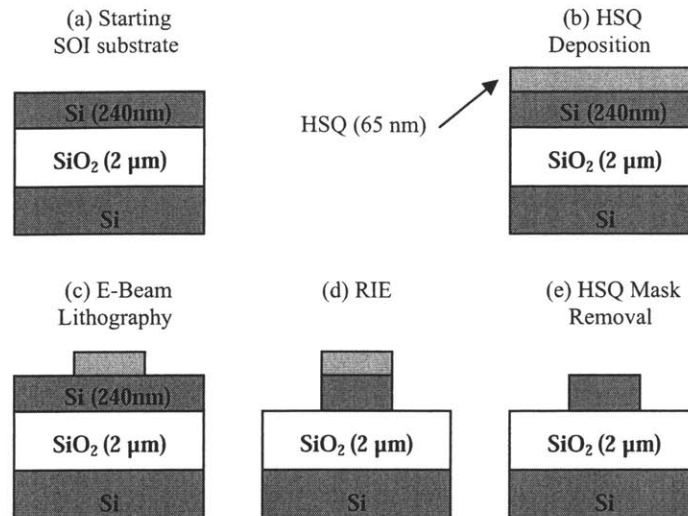 (a) Starting
SOI substrate
Si (240nm)
SiO₂ (2 µm)
Si
(b) HSQ
Deposition
HSQ (65 nm)
Si (240nm)
SiO₂ (2 µm)
Si
(c) E-Beam
Lithography
Si (240nm)
SiO₂ (2 µm)
Si
(d) RIE
SiO₂ (2 µm)
Si
(e) HSQ Mask
Removal
SiO₂ (2 µm)
Si